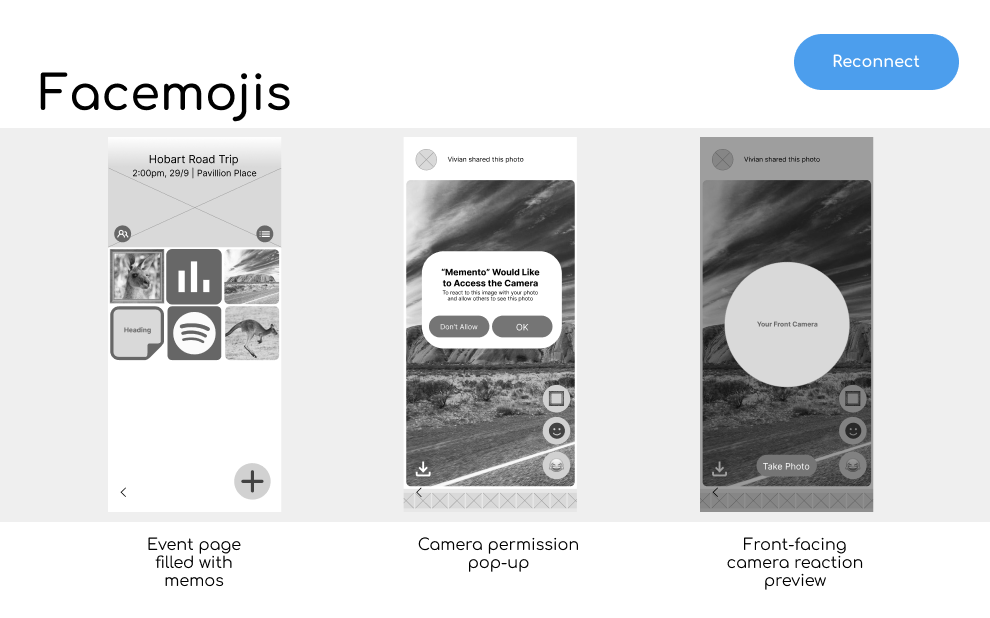 Reconnect
Facemojis
Hobart Road Trip
2:00pm, 29/9 | Pavillion Place
Heading
Vivian shared this photo
“Memento” Would Like
to Access the Camera
To react to this image with your photo
and allow others to see this photo
Don't Allow
OK
Vivian shared this photo
Your Front Camera
Take Photo
Event page
filled with
memos
Camera permission
pop-up
Front-facing
camera reaction
preview